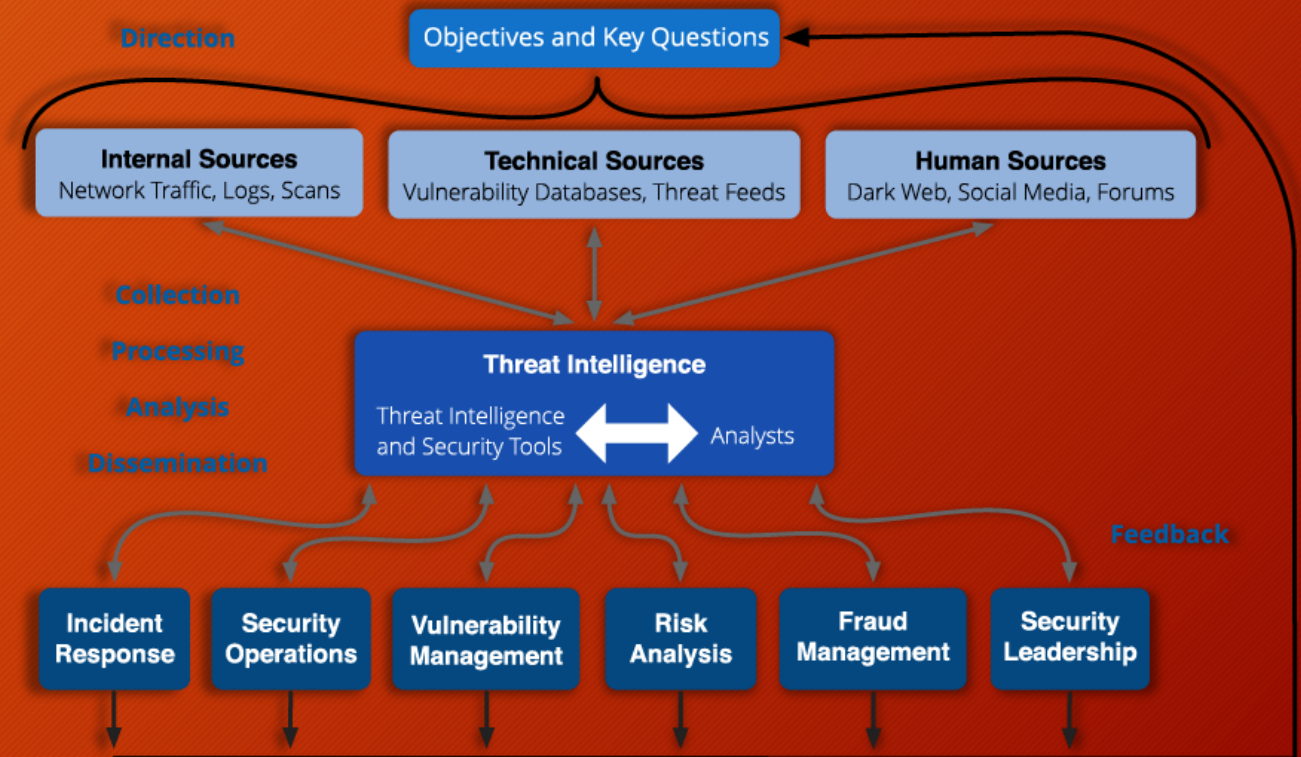 Direction
Objectives and Key Questions
Internal Sources
Network Traffic, Logs, Scans
Technical Sources
Vulnerability Databases, Threat Feeds
Human Sources
Dark Web, Social Media, Forums
Collection
Processing
Analysis
Dissemination
Threat Intelligence
Threat Intelligence
and Security Tools
Analysts
Feedback
Incident
Response
Security
Operations
Vulnerability
Management
Risk
Analysis
Fraud
Management
Security
Leadership